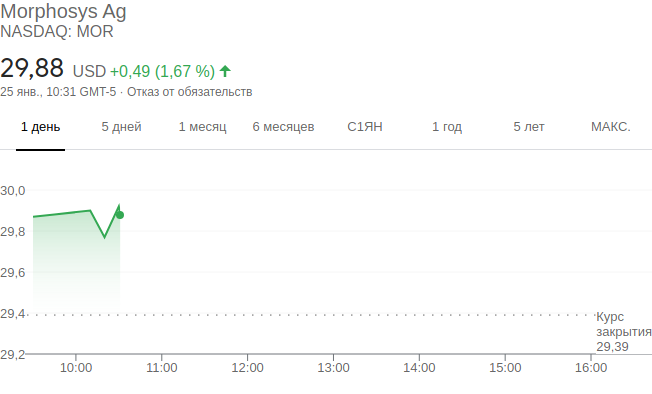 Morphosys Ag
NASDAQ: MOR
29,88 USD +0,49 (1,67 %)
25 янв., 10:31 GMT-5 · Отказ от обязательств
1 день 5 дней 1 месяц 6 месяцев С1ЯН 1 год 5 лет МАКС.
30,0
29,8
29,6
29,4
Курс
закрытия
29,39
29,2
10:00 11:00 12:00 13:00 14:00 15:00 16:00